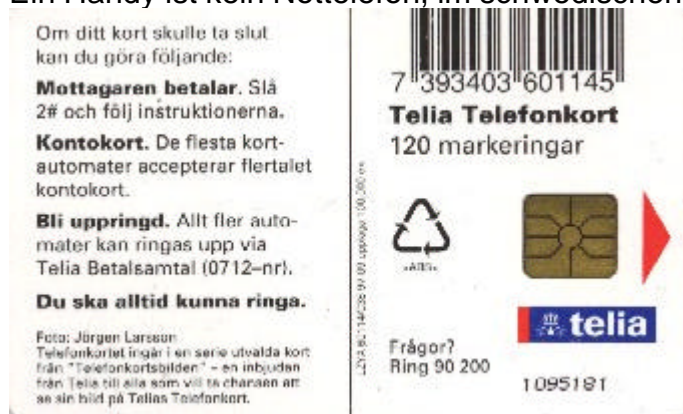 Ein Handy ist kein Nottelefon, im schwedischen
Om ditt kort skulle ta slut
kan du göra följande:
Mottagaren betalar. Slå
2# och följ instruktionerna.
Kontokort. De flesta kort-
automater accepterar flertalet
kontokort.
Bli uppringd. Allt fler auto-
mater kan ringas upp via
Telia Betalsamtal (0712–nr).
Du ska alltid kunna ringa.
Foto: Jörgen Larsson
Telefonkortet ingår i en serie utvalda kort
från "Telefonkortsbilden" – en inbjudan
från Telia till alla som vill ta chansen att
se sin bild på Telias Telefonkort.
7 393403 601145
Telia Telefonkort
120 markeringar
«ABS»
telia
Frågor?
Ring 90 200
1095181